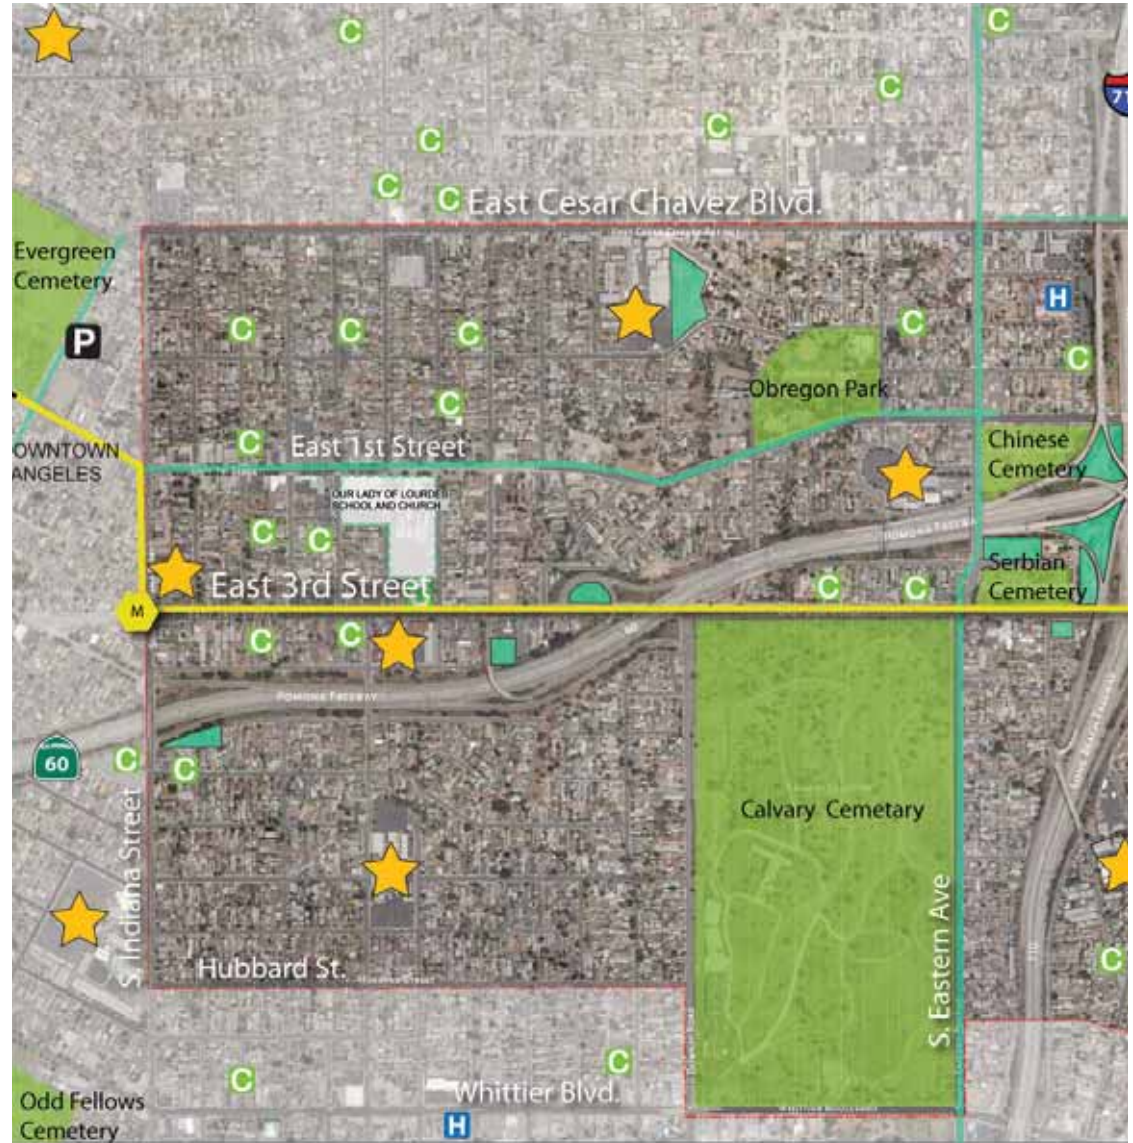 C
C
71
C
C
C
C
C
East Cesar Chavez Blvd.
Evergreen
Cemetery
H
C
C
C
C
P
C
Obregon Park
C
C
East 1st Street
OWNTOWN
ANGELES
Chinese
Cemetery
OUR LADY OF LOURDES
SCHOOL AND CHURCH
C
C
Serbian
Cemetery
East 3rd Street
C
C
M
C
C
POMONA FREEWAY
60
C
C
Calvary Cemetary
S. Indiana Street
S. Eastern Ave
C
Hubbard St.
C
C
Whittier Blvd.
Odd Fellows
Cemetery
H